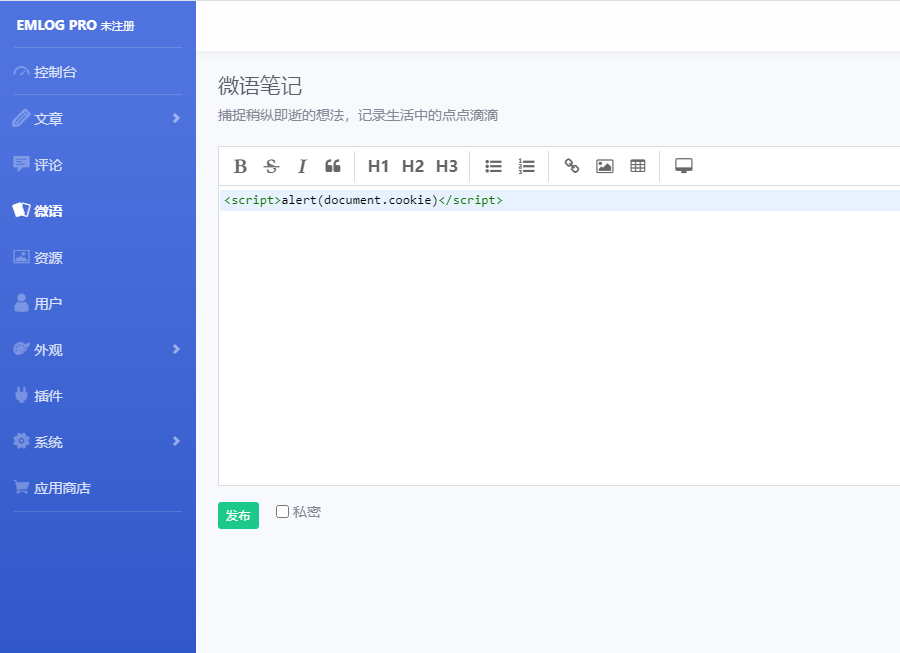 EMLOG PRO 未注册
控制台
文章
评论
微语
资源
用户
外观
插件
系统
应用商店
微语笔记
捕捉稍纵即逝的想法，记录生活中的点点滴滴
B S I H1 H2 H3
<script>alert(document.cookie)</script>
发布 私密